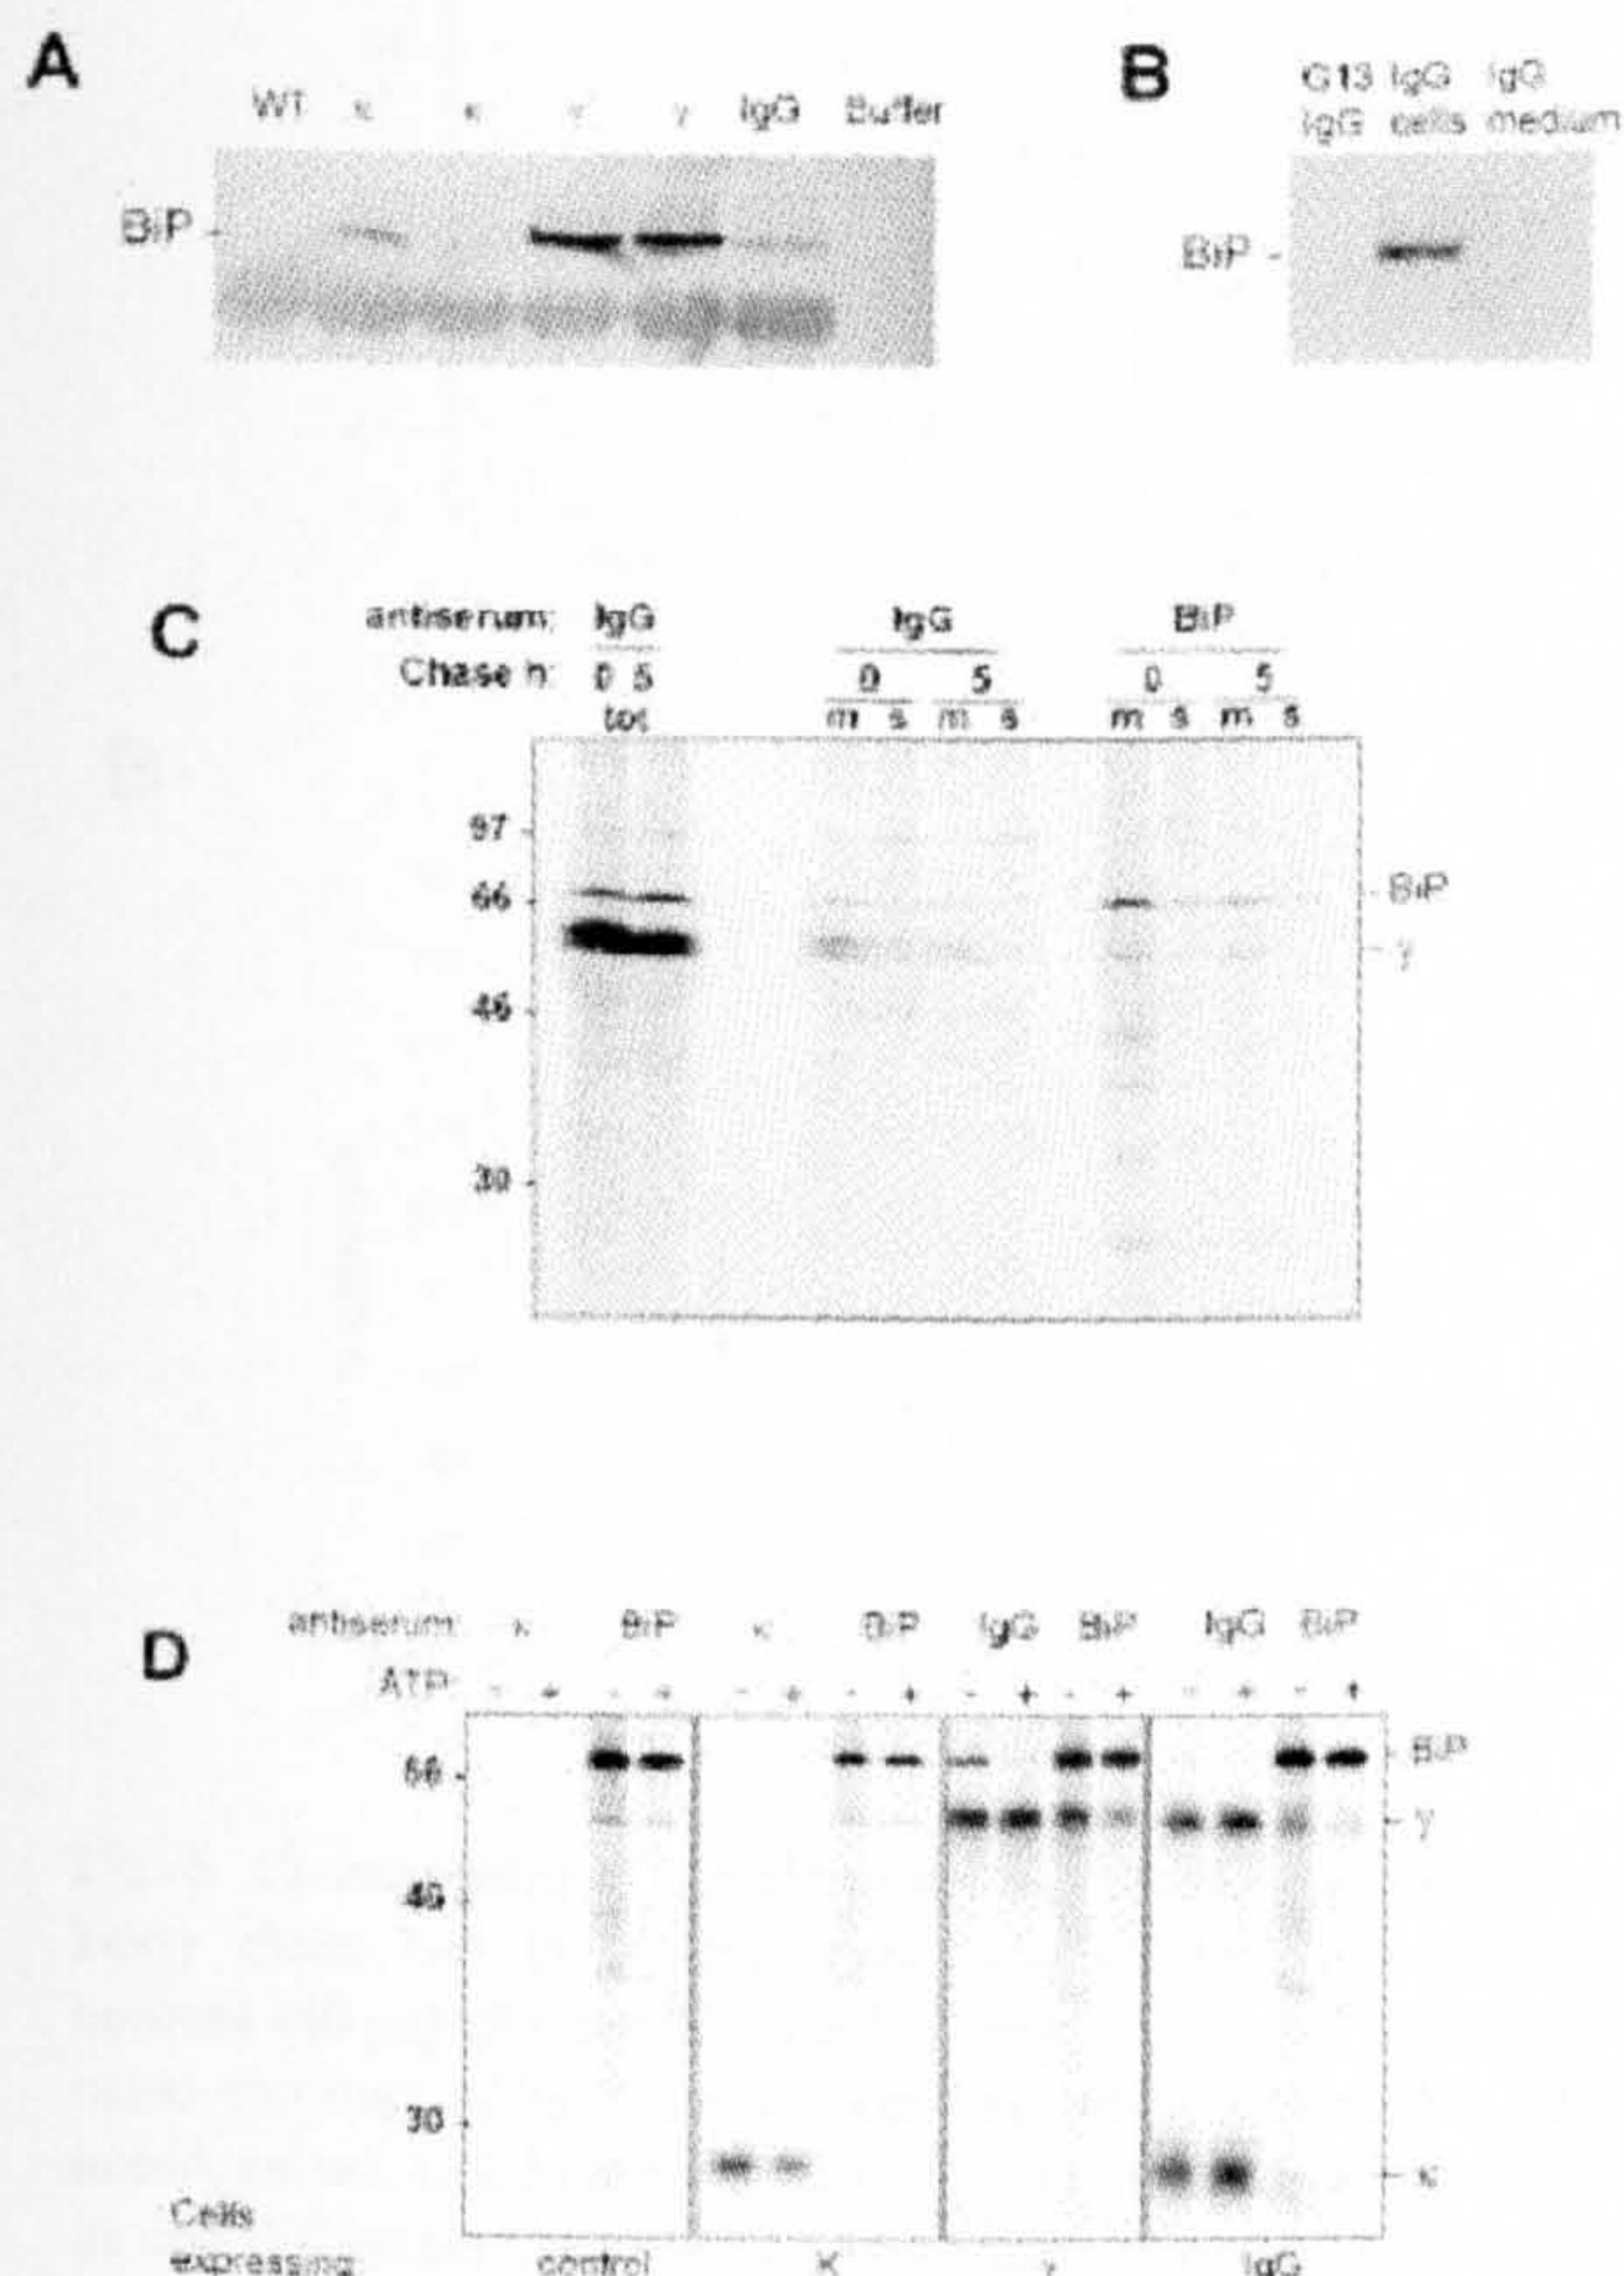 A
WT κ κ γ γ IgG Buffer
BiP -
B
G13 IgG IgG
IgG cells medium
BiP -
C
antiserum: IgG IgG BiP
Chase h: 0 5 0 5 0 5
tot m s m s m s m s
97 -
66 -
46 -
30 -
- BiP
- γ
D
antiserum: κ BiP κ BiP IgG BiP IgG BiP
ATP: - + - + - + - + - + - + - + - +
66 -
46 -
30 -
- BiP
- γ
- κ
Cells
expressing: control κ γ IgG